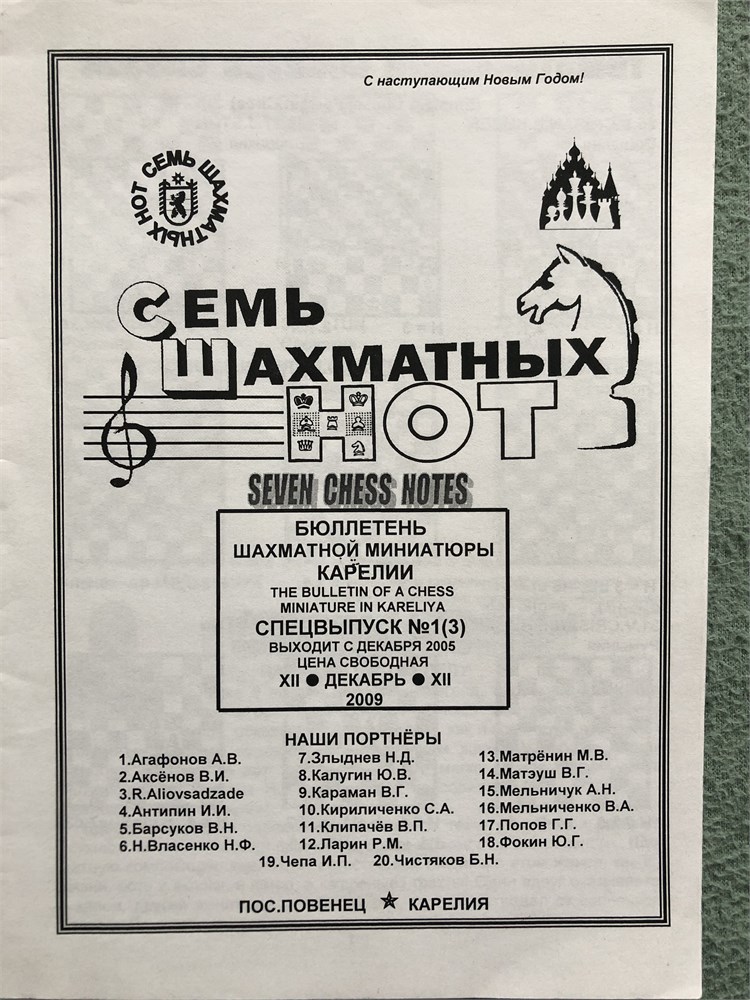 С наступающим Новым Годом!
СЕМЬ ШАХМАТНЫХ НОТ
СЕМЬ
ШАХМАТНЫХ
НОТ
SEVEN CHESS NOTES
БЮЛЛЕТЕНЬ
ШАХМАТНОЙ МИНИАТЮРЫ
КАРЕЛИИ
THE BULLETIN OF A CHESS
MINIATURE IN KARELIYA
СПЕЦВЫПУСК №1(3)
ВЫХОДИТ С ДЕКАБРЯ 2005
ЦЕНА СВОБОДНАЯ
XII ● ДЕКАБРЬ ● XII
2009
НАШИ ПОРТНЁРЫ
1.Агафонов А.В.
2.Аксёнов В.И.
3.R.Aliovsadzade
4.Антипин И.И.
5.Барсуков В.Н.
6.Н.Власенко Н.Ф.
7.Злыднев Н.Д.
8.Калугин Ю.В.
9.Караман В.Г.
10.Кириличенко С.А.
11.Клипачёв В.П.
12.Ларин Р.М.
13.Матрёнин М.В.
14.Матэуш В.Г.
15.Мельничук А.Н.
16.Мельниченко В.А.
17.Попов Г.Г.
18.Фокин Ю.Г.
19.Чепа И.П. 20.Чистяков Б.Н.
ПОС.ПОВЕНЕЦ ★ КАРЕЛИЯ